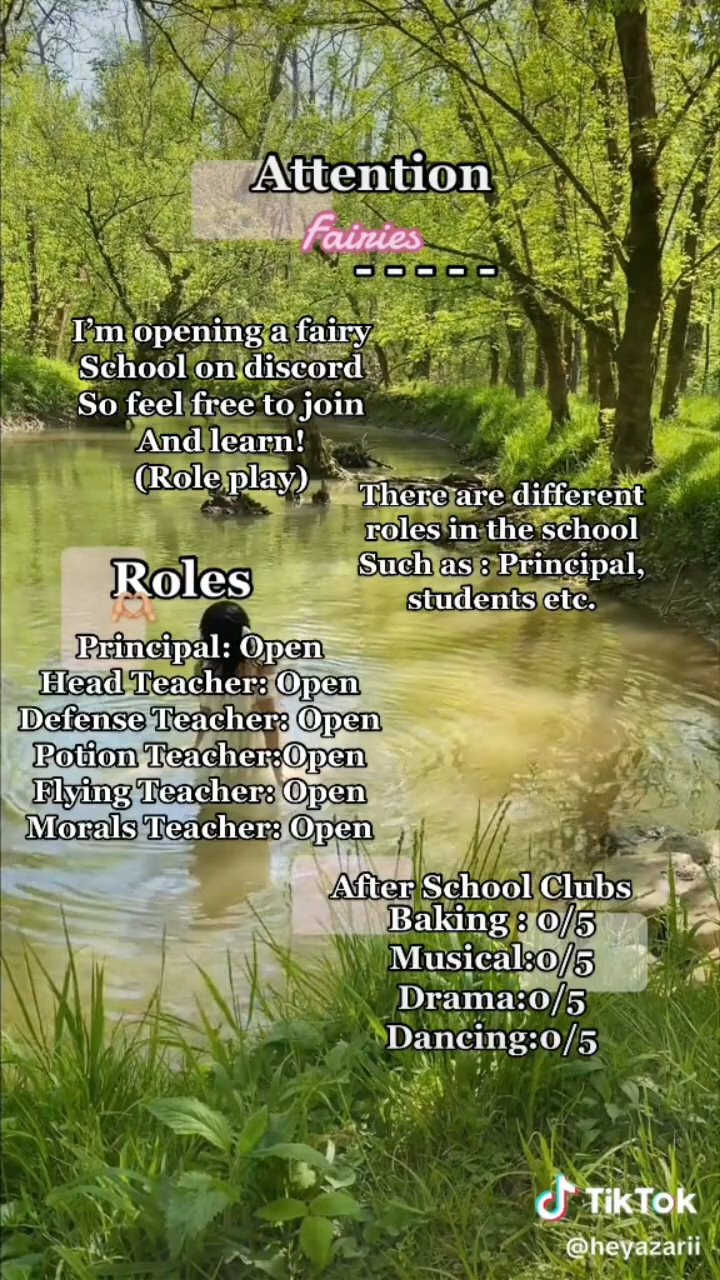 Attention
Fairies
- - - - -
I'm opening a fairy
School on discord
So feel free to join
And learn!
(Role play)
There are different
roles in the school
Such as : Principal,
students etc.
Roles
Principal: Open
Head Teacher: Open
Defense Teacher: Open
Potion Teacher:Open
Flying Teacher: Open
Morals Teacher: Open
After School Clubs
Baking : 0/5
Musical:0/5
Drama:0/5
Dancing:0/5
TikTok
@heyazarii